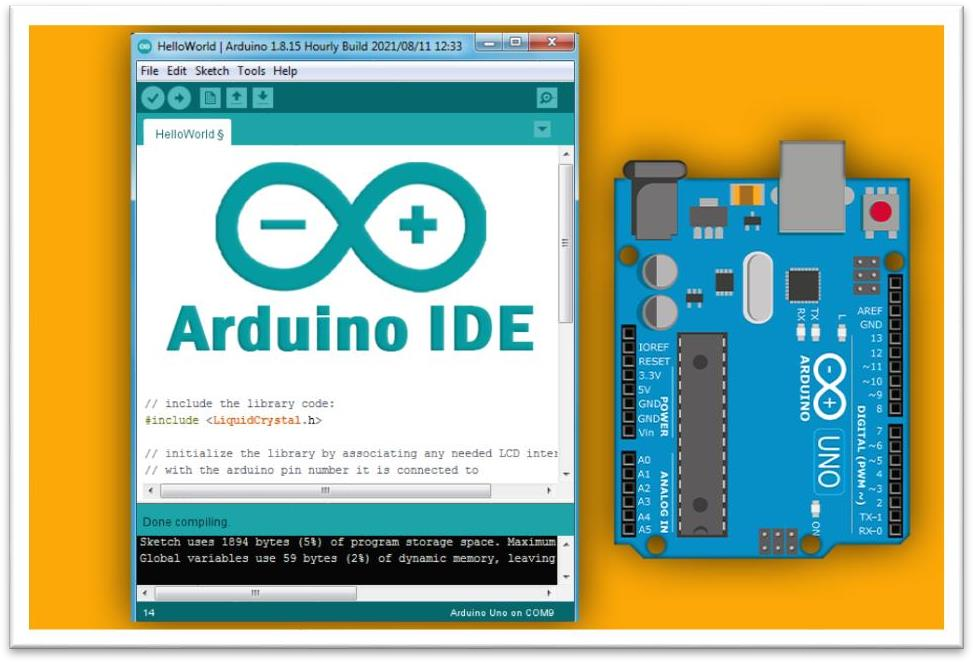 HelloWorld | Arduino 1.8.15 Hourly Build 2021/08/11 12:33
File Edit Sketch Tools Help
HelloWorld §
Arduino IDE
// include the library code:
#include <LiquidCrystal.h>
// initialize the library by associating any needed LCD inter
// with the arduino pin number it is connected to
Done compiling.
Sketch uses 1894 bytes (5%) of program storage space. Maximum
Global variables use 59 bytes (2%) of dynamic memory, leaving
14
Arduino Uno on COM9
RX
TX
L
IOREF
RESET
3.3V
5V
GND
GND
Vin
POWER
A0
A1
A2
A3
A4
A5
ANALOG IN
ARDUINO
UNO
ON
AREF
GND
13
12
~11
~10
~9
8
7
~6
~5
4
~3
2
TX→1
RX←0
DIGITAL (PWM ~)